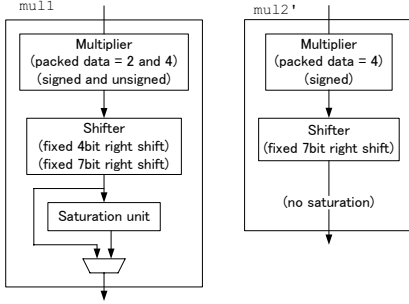 mul1
Multiplier
(packed data = 2 and 4)
(signed and unsigned)
Shifter
(fixed 4bit right shift)
(fixed 7bit right shift)
Saturation unit
mul2'
Multiplier
(packed data = 4)
(signed)
Shifter
(fixed 7bit right shift)
(no saturation)